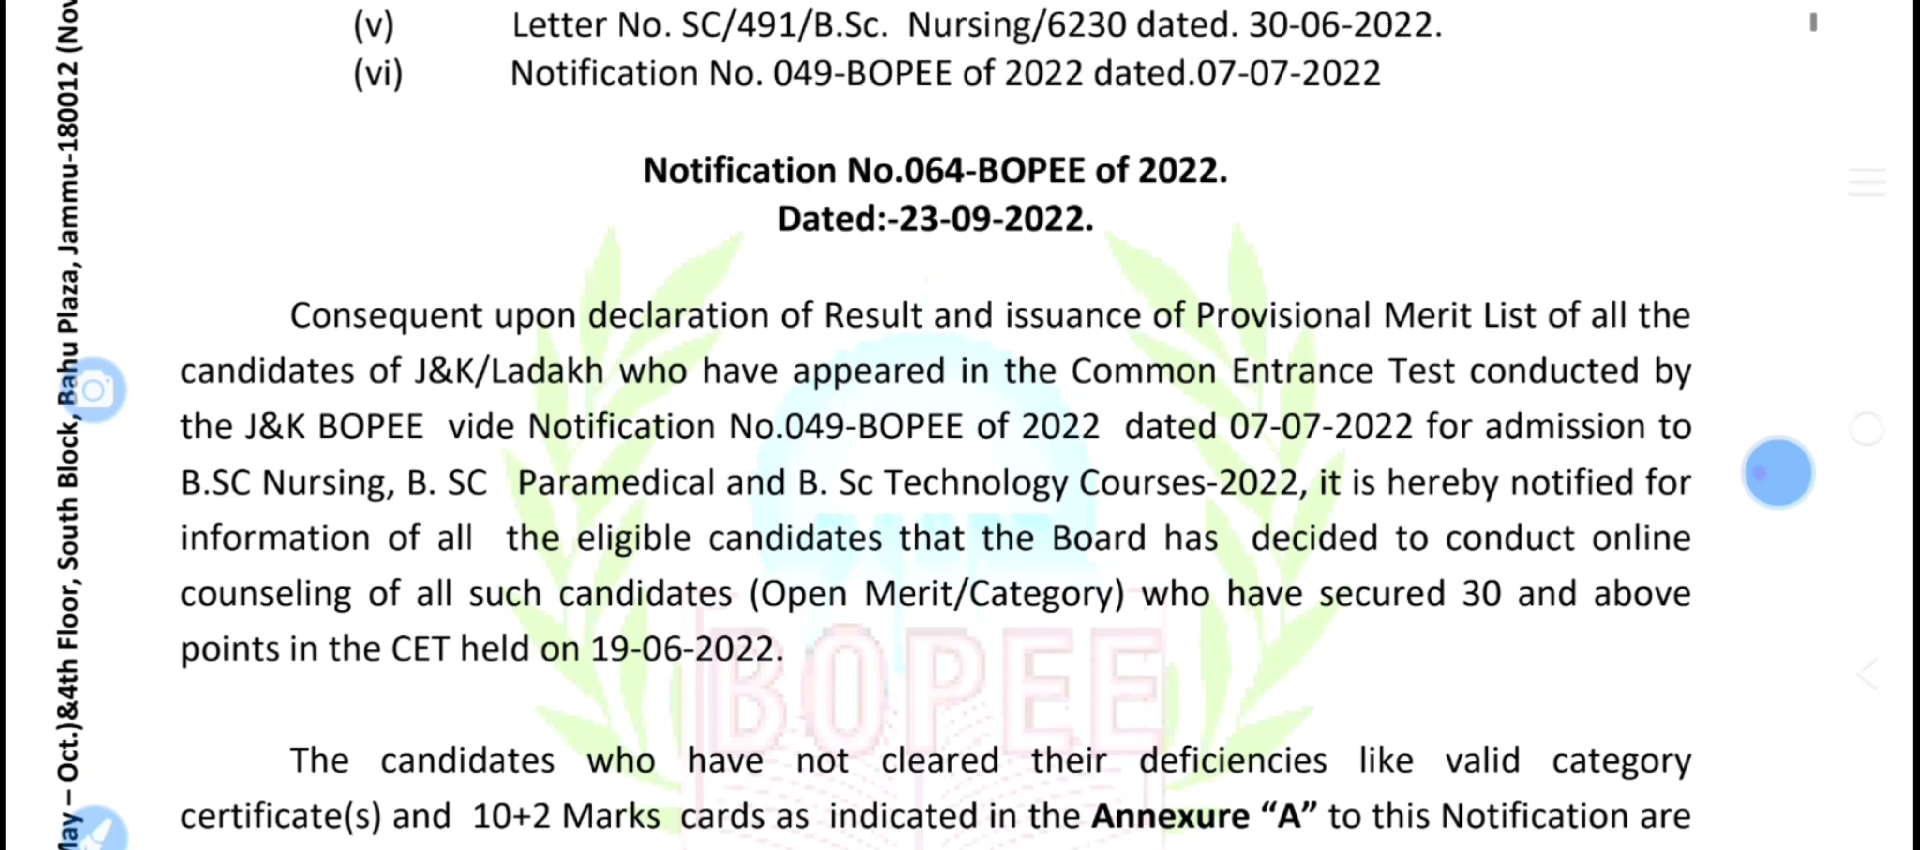 (v) Letter No. SC/491/B.Sc. Nursing/6230 dated. 30-06-2022.
(vi) Notification No. 049-BOPEE of 2022 dated.07-07-2022
Notification No.064-BOPEE of 2022.
Dated:-23-09-2022.
Consequent upon declaration of Result and issuance of Provisional Merit List of all the
candidates of J&K/Ladakh who have appeared in the Common Entrance Test conducted by
the J&K BOPEE vide Notification No.049-BOPEE of 2022 dated 07-07-2022 for admission to
B.SC Nursing, B. SC Paramedical and B. Sc Technology Courses-2022, it is hereby notified for
information of all the eligible candidates that the Board has decided to conduct online
counseling of all such candidates (Open Merit/Category) who have secured 30 and above
points in the CET held on 19-06-2022.
The candidates who have not cleared their deficiencies like valid category
certificate(s) and 10+2 Marks cards as indicated in the Annexure “A” to this Notification are
May – Oct.)&4th Floor, South Block, Bahu Plaza, Jammu-180012 (Nov
BOPEE